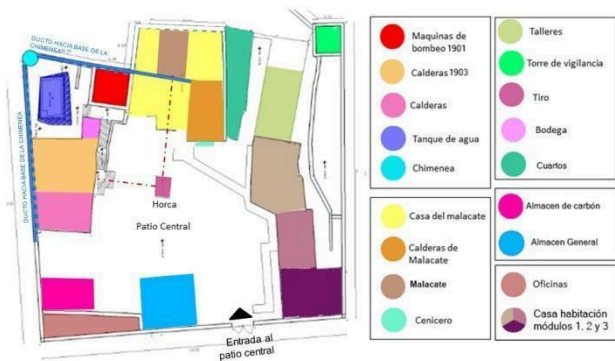 DUCTO HACIA BASE DE LA
CHIMENEA
DUCTO HACIA BASE DE LA CHIMENEA
Horca
Patio Central
Entrada al
patio central
Maquinas de
bombeo 1901
Calderas 1903
Calderas
Tanque de agua
Chimenea
Talleres
Torre de vigilancia
Tiro
Bodega
Cuartos
Casa del malacate
Calderas de
Malacate
Malacate
Cenicero
Almacen de carbón
Almacen General
Oficinas
Casa habitación
módulos 1, 2 y 3